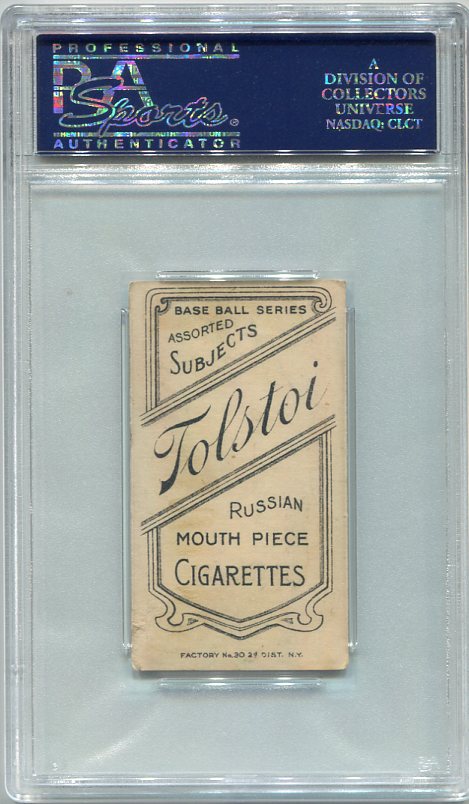 PROFESSIONAL
PSA
Sports®
AUTHENTICATOR
A
DIVISION OF
COLLECTORS
UNIVERSE
NASDAQ: CLCT
BASE BALL SERIES
ASSORTED
SUBJECTS
Tolstoi
RUSSIAN
MOUTH PIECE
CIGARETTES
FACTORY No. 30 2d DIST. N.Y.